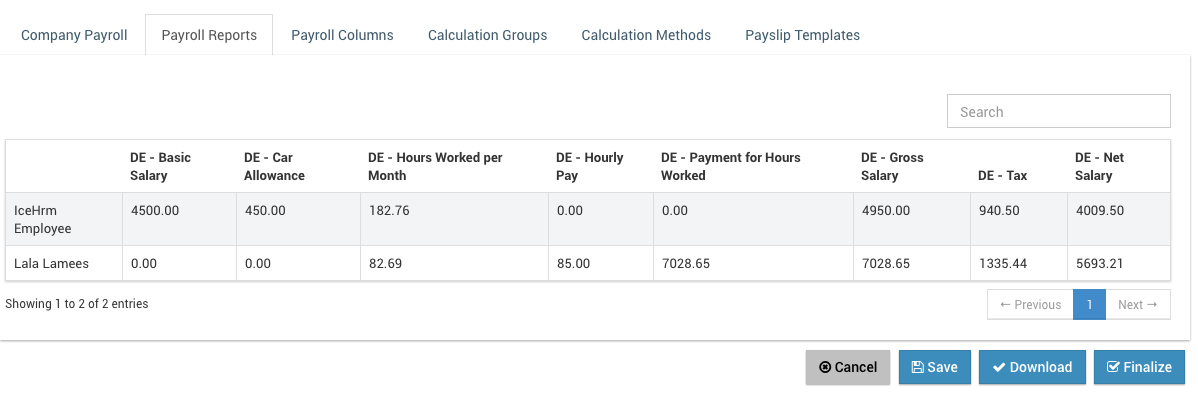 Company Payroll Payroll Reports Payroll Columns Calculation Groups Calculation Methods Payslip Templates
Search
DE - Basic Salary DE - Car Allowance DE - Hours Worked per Month DE - Hourly Pay DE - Payment for Hours Worked DE - Gross Salary DE - Tax DE - Net Salary
IceHrm Employee 4500.00 450.00 182.76 0.00 0.00 4950.00 940.50 4009.50
Lala Lamees 0.00 0.00 82.69 85.00 7028.65 7028.65 1335.44 5693.21
Showing 1 to 2 of 2 entries ← Previous 1 Next →
Cancel Save Download Finalize